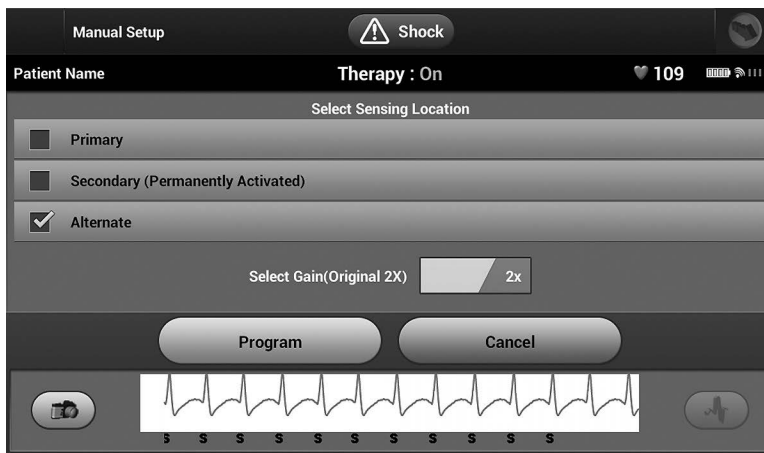 Manual Setup
Shock
Patient Name Therapy : On 109
Select Sensing Location
Primary
Secondary (Permanently Activated)
Alternate
Select Gain(Original 2X) 2x
Program Cancel
S S S S S S S S S S S